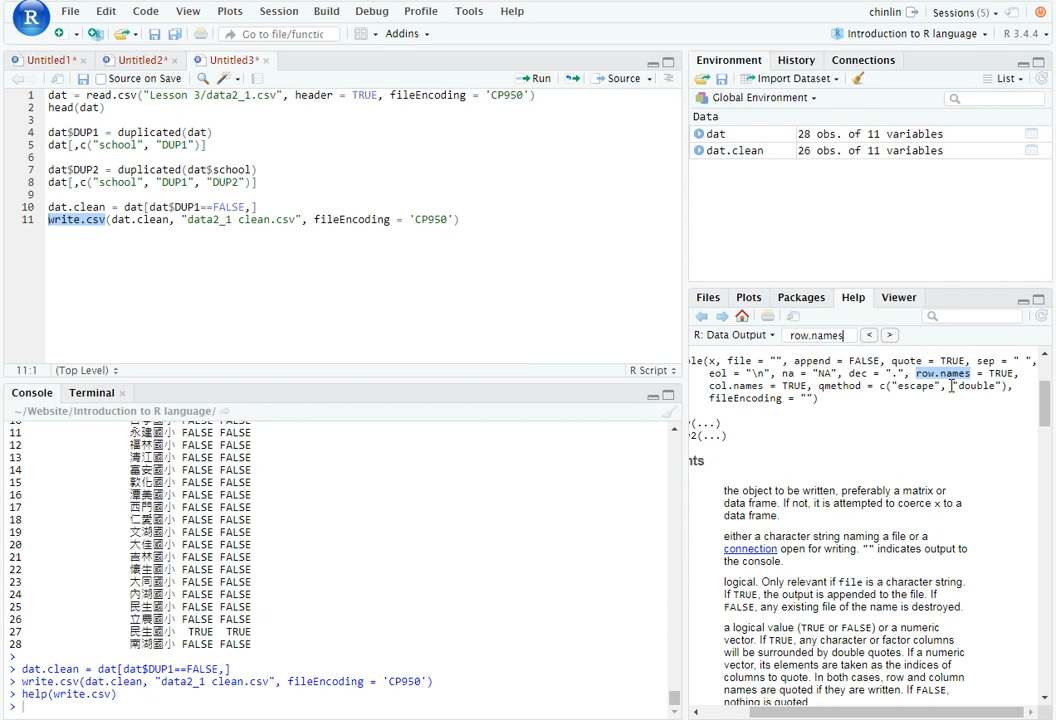 File Edit Code View Plots Session Build Debug Profile Tools Help
chinlin Sessions (5)
Go to file/functic Addins
Introduction to R language R 3.4.4
Untitled1* × Untitled2* × Untitled3* ×
Source on Save Run Source
1 dat = read.csv("Lesson 3/data2_1.csv", header = TRUE, fileEncoding = 'CP950')
2 head(dat)
3
4 dat$DUP1 = duplicated(dat)
5 dat[,c("school", "DUP1")]
6
7 dat$DUP2 = duplicated(dat$school)
8 dat[,c("school", "DUP1", "DUP2")]
9
10 dat.clean = dat[dat$DUP1==FALSE,]
11 write.csv(dat.clean, "data2_1 clean.csv", fileEncoding = 'CP950')
11:1 (Top Level) R Script
Console Terminal ×
~/Website/Introduction to R language/
11 永建國小 FALSE FALSE
12 福林國小 FALSE FALSE
13 清江國小 FALSE FALSE
14 富安國小 FALSE FALSE
15 敦化國小 FALSE FALSE
16 潭美國小 FALSE FALSE
17 西門國小 FALSE FALSE
18 仁愛國小 FALSE FALSE
19 文湖國小 FALSE FALSE
20 大佳國小 FALSE FALSE
21 吉林國小 FALSE FALSE
22 懷生國小 FALSE FALSE
23 大同國小 FALSE FALSE
24 內湖國小 FALSE FALSE
25 民生國小 FALSE FALSE
26 立農國小 FALSE FALSE
27 民生國小 TRUE TRUE
28 南湖國小 FALSE FALSE
>
> dat.clean = dat[dat$DUP1==FALSE,]
> write.csv(dat.clean, "data2_1 clean.csv", fileEncoding = 'CP950')
> help(write.csv)
>
Environment History Connections
Import Dataset List
Global Environment
Data
dat 28 obs. of 11 variables
dat.clean 26 obs. of 11 variables
Files Plots Packages Help Viewer
R: Data Output row.names < >
ole(x, file = "", append = FALSE, quote = TRUE, sep = " ",
eol = "\n", na = "NA", dec = ".", row.names = TRUE,
col.names = TRUE, qmethod = c("escape", "double"),
fileEncoding = "")
v(...)
v2(...)
nts
the object to be written, preferably a matrix or
data frame. If not, it is attempted to coerce x to a
data frame.
either a character string naming a file or a
connection open for writing. "" indicates output to
the console.
logical. Only relevant if file is a character string.
If TRUE, the output is appended to the file. If
FALSE, any existing file of the name is destroyed.
a logical value (TRUE or FALSE) or a numeric
vector. If TRUE, any character or factor columns
will be surrounded by double quotes. If a numeric
vector, its elements are taken as the indices of
columns to quote. In both cases, row and column
names are quoted if they are written. If FALSE,
nothing is quoted.